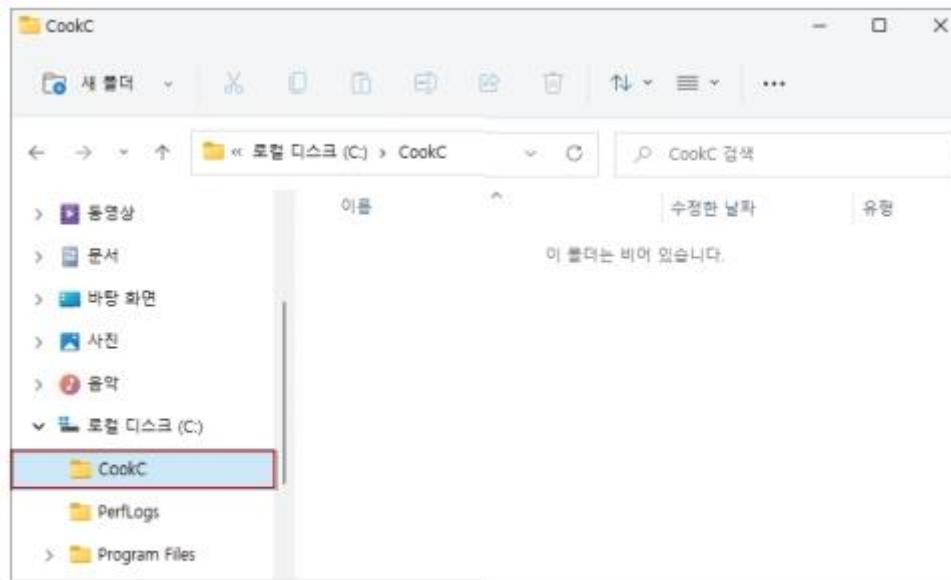 CookC
새 폴더
« 로컬 디스크 (C:) › CookC
CookC 검색
이름 수정한 날짜 유형
이 폴더는 비어 있습니다.
동영상
문서
바탕 화면
사진
음악
로컬 디스크 (C:)
CookC
PerfLogs
Program Files